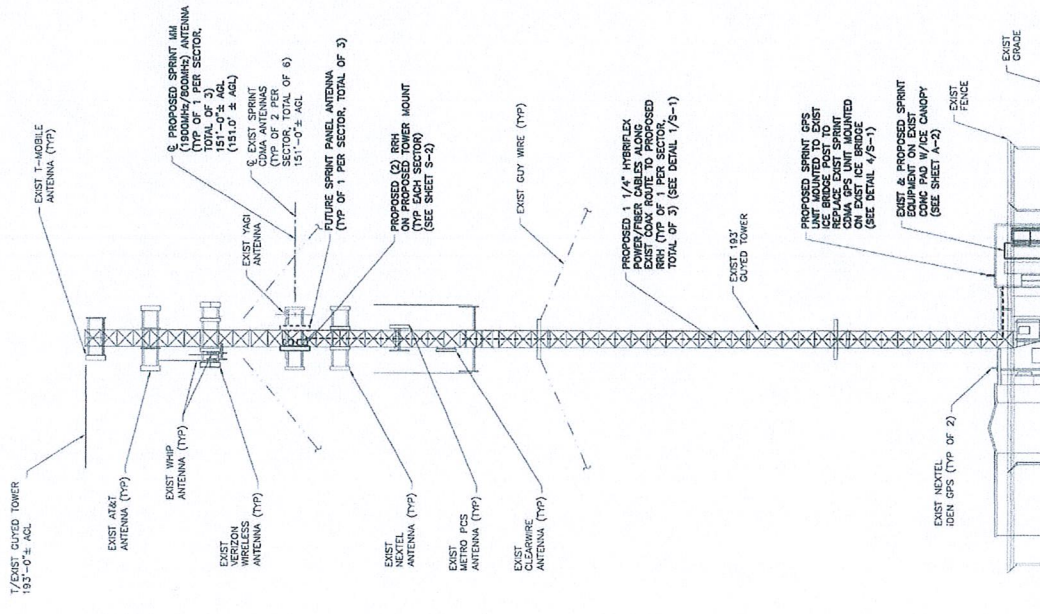 T/EXIST GUYED TOWER
193'-0"± AGL
EXIST T-MOBILE
ANTENNA (TYP)
EXIST AT&T
ANTENNA (TYP)
EXIST WHIP
ANTENNA (TYP)
EXIST
VERIZON
WIRELESS
ANTENNA (TYP)
EXIST
NEXTEL
ANTENNA (TYP)
EXIST
METRO PCS
ANTENNA (TYP)
EXIST
CLEARWIRE
ANTENNA (TYP)
EXIST NEXTEL
iDEN GPS (TYP OF 2)
℄ PROPOSED SPRINT MM
(1900MHz/800MHz) ANTENNA
(TYP OF 1 PER SECTOR,
TOTAL OF 3)
151'-0"± AGL
(151.0' ± AGL)
EXIST YAGI
ANTENNA
℄ EXIST SPRINT
CDMA ANTENNAS
(TYP OF 2 PER
SECTOR, TOTAL OF 6)
151'-0"± AGL
FUTURE SPRINT PANEL ANTENNA
(TYP OF 1 PER SECTOR, TOTAL OF 3)
PROPOSED (2) RRH
ON PROPOSED TOWER MOUNT
(TYP EACH SECTOR)
(SEE SHEET S-2)
EXIST GUY WIRE (TYP)
PROPOSED 1 1/4" HYBRIFLEX
POWER/FIBER CABLES ALONG
EXIST COAX ROUTE TO PROPOSED
RRH (TYP OF 1 PER SECTOR,
TOTAL OF 3) (SEE DETAIL 1/S-1)
EXIST 193'
GUYED TOWER
PROPOSED SPRINT GPS
UNIT MOUNTED TO EXIST
ICE BRIDGE POST TO
REPLACE EXIST SPRINT
CDMA GPS UNIT MOUNTED
ON EXIST ICE BRIDGE
(SEE DETAIL 4/S-1)
EXIST & PROPOSED SPRINT
EQUIPMENT ON EXIST
CONC PAD W/ICE CANOPY
(SEE SHEET A-2)
EXIST
FENCE
EXIST
GRADE